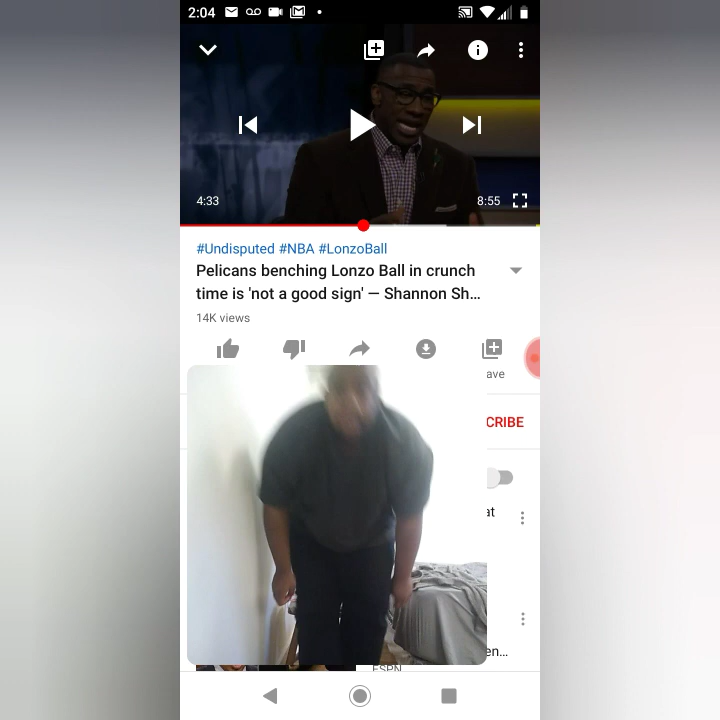 2:04
4:33
8:55
#Undisputed #NBA #LonzoBall
Pelicans benching Lonzo Ball in crunch
time is 'not a good sign' — Shannon Sh...
14K views
ave
CRIBE
at
en...
ESPN